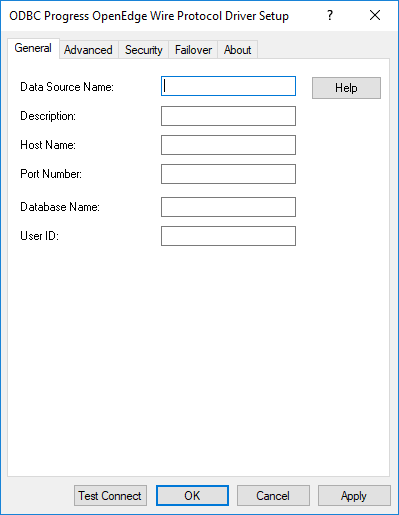 ODBC Progress OpenEdge Wire Protocol Driver Setup ?
General Advanced Security Failover About
Data Source Name:
Help
Description:
Host Name:
Port Number:
Database Name:
User ID:
Test Connect OK Cancel Apply